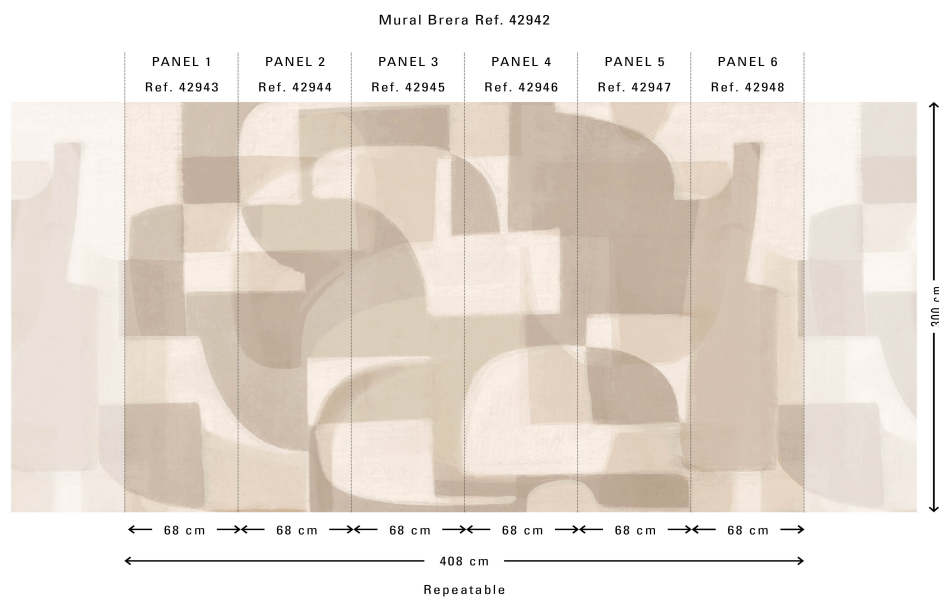 Mural Brera Ref. 42942
PANEL 1 PANEL 2 PANEL 3 PANEL 4 PANEL 5 PANEL 6
Ref. 42943 Ref. 42944 Ref. 42945 Ref. 42946 Ref. 42947 Ref. 42948
300 cm
68 cm 68 cm 68 cm 68 cm 68 cm 68 cm
408 cm
Repeatable